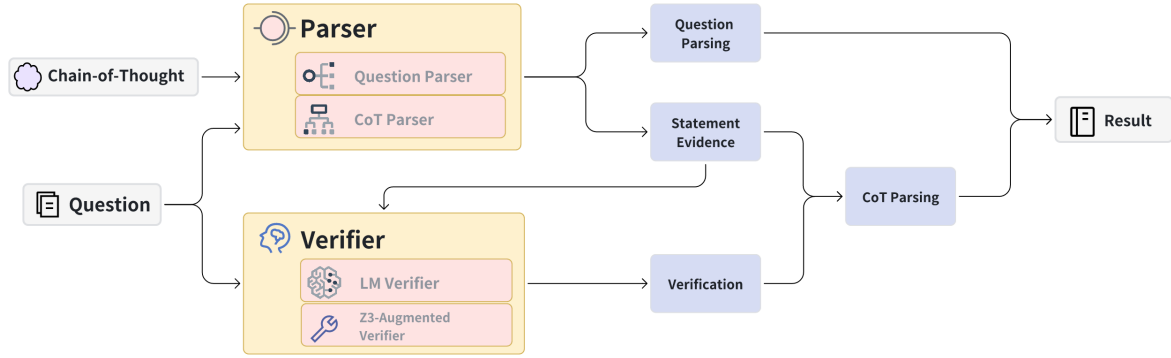 Parser
Question Parser
CoT Parser
Chain-of-Thought
Question
Verifier
LM Verifier
Z3-Augmented
Verifier
Question
Parsing
Statement
Evidence
Verification
CoT Parsing
Result